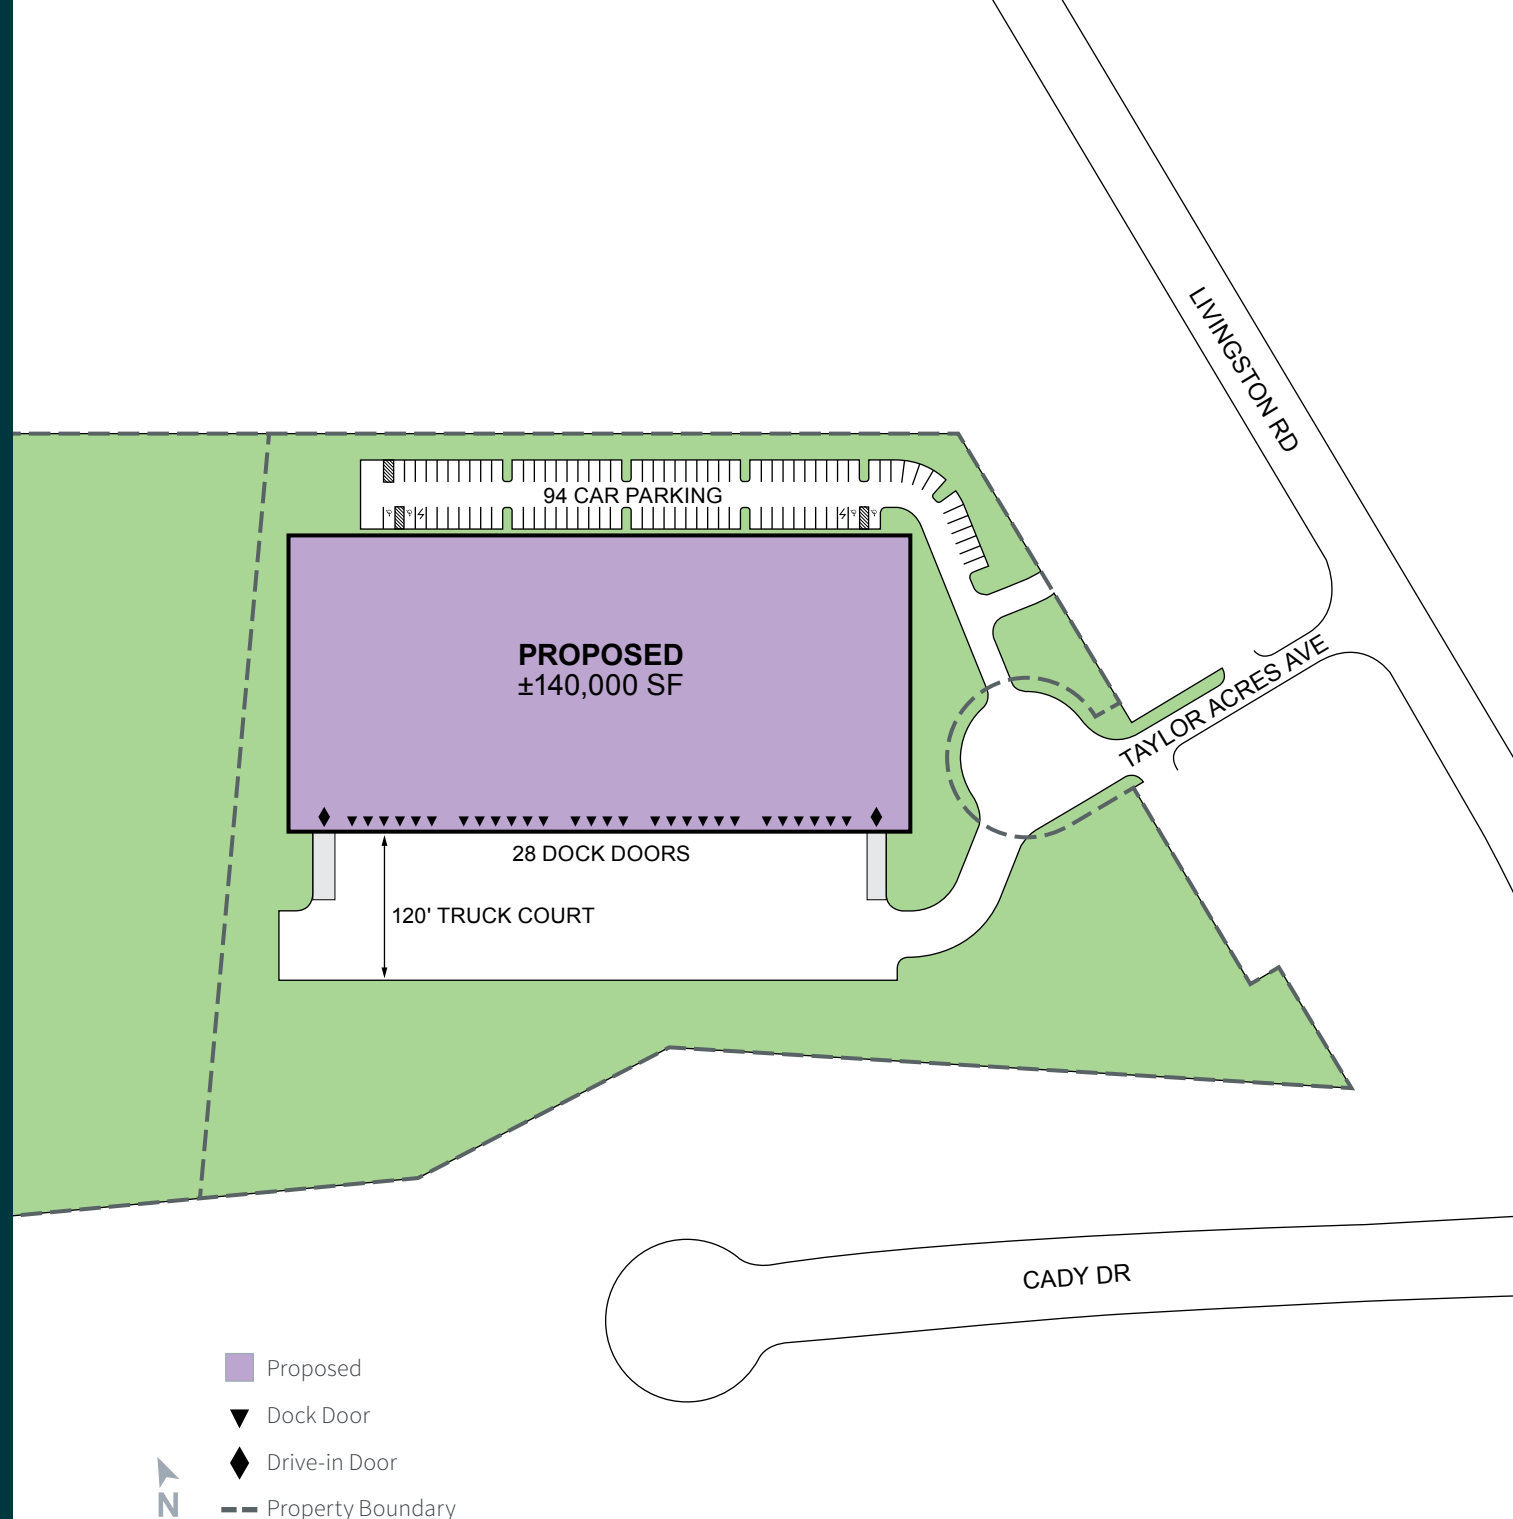 LIVINGSTON RD
94 CAR PARKING
PROPOSED
±140,000 SF
TAYLOR ACRES AVE
28 DOCK DOORS
120' TRUCK COURT
CADY DR
Proposed
Dock Door
Drive-in Door
Property Boundary
N